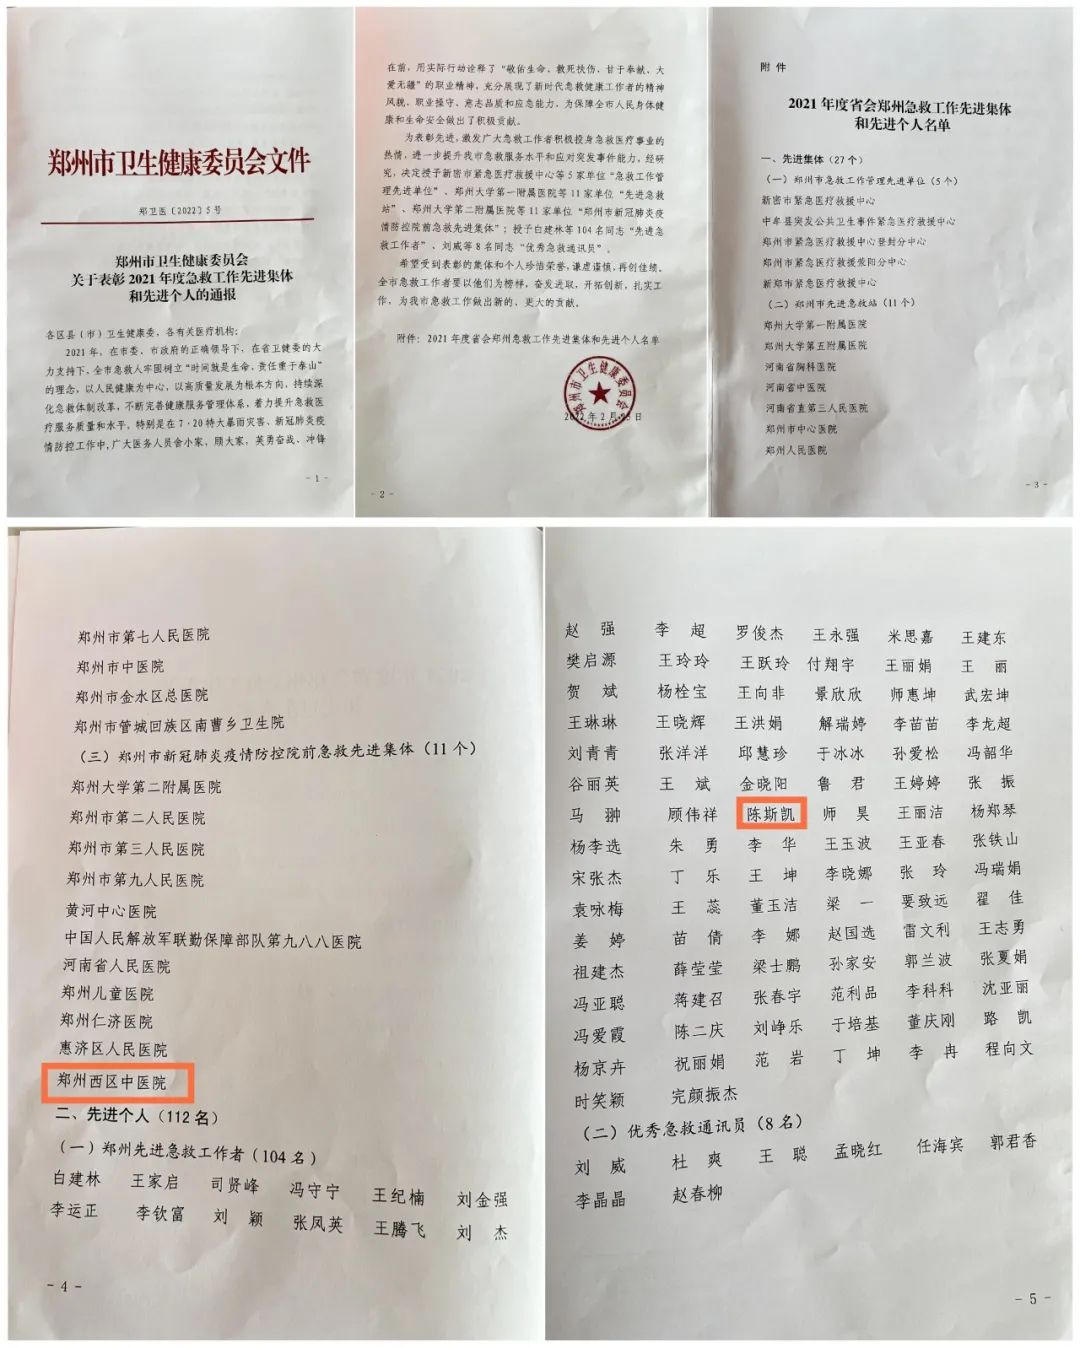 郑州市卫生健康委员会文件
郑卫医〔2022〕5号
郑州市卫生健康委员会
关于表彰 2021 年度急救工作先进集体
和先进个人的通报
各区县（市）卫生健康委，各有关医疗机构：
2021年，在市委、市政府的正确领导下，在省卫健委的大
力支持下，全市急救人牢固树立“时间就是生命，责任重于泰山”
的理念，以人民健康为中心，以高质量发展为根本方向，持续深
化急救体制改革，不断完善健康服务管理体系，着力提升急救医
疗服务质量和水平。特别是在7·20特大暴雨灾害、新冠肺炎疫
情防控工作中，广大医务人员舍小家，顾大家，英勇奋战、冲锋
- 1 -
在前，用实际行动诠释了“敬佑生命、救死扶伤，甘于奉献、大
爱无疆”的职业精神，充分展现了新时代急救健康工作者的精神
风貌、职业操守、意志品质和应急能力，为保障全市人民身体健
康和生命安全做出了积极贡献。
为表彰先进，激发广大急救工作者积极投身急救医疗事业的
热情，进一步提升我市急救服务水平和应对突发事件能力，经研
究，决定授予新密市紧急医疗救援中心等5家单位“急救工作管
理先进单位”、郑州大学第一附属医院等11家单位“先进急救
站”、郑州大学第二附属医院等11家单位“郑州市新冠肺炎疫
情防控院前急救先进集体”；授予白建林等104名同志“先进急
救工作者”、刘威等8名同志“优秀急救通讯员”。
希望受到表彰的集体和个人珍惜荣誉，谦虚谨慎，再创佳绩。
全市急救工作者要以他们为榜样，奋发进取，开拓创新，扎实工
作，为我市急救工作做出新的、更大的贡献。
附件：2021年度省会郑州急救工作先进集体和先进个人名单
郑州市卫生健康委员会
- 2 -
附 件
2021 年度省会郑州急救工作先进集体
和先进个人名单
一、先进集体（27个）
（一）郑州市急救工作管理先进单位（5个）
新密市紧急医疗救援中心
中牟县突发公共卫生事件紧急医疗救援中心
郑州市紧急医疗救援中心登封分中心
郑州市紧急医疗救援荥阳分中心
新郑市紧急医疗救援中心
（二）郑州市先进急救站（11个）
郑州大学第一附属医院
郑州大学第五附属医院
河南省胸科医院
河南省中医院
河南省直第三人民医院
郑州市中心医院
郑州人民医院
- 3 -
郑州市第七人民医院
郑州市中医院
郑州市金水区总医院
郑州市管城回族区南曹乡卫生院
（三）郑州市新冠肺炎疫情防控院前急救先进集体（11个）
郑州大学第二附属医院
郑州市第二人民医院
郑州市第三人民医院
郑州市第九人民医院
黄河中心医院
中国人民解放军联勤保障部队第九八八医院
河南省人民医院
郑州儿童医院
郑州仁济医院
惠济区人民医院
郑州西区中医院
二、先进个人（112名）
（一）郑州先进急救工作者（104名）
白建林 王家启 司贤峰 冯守宁 王纪楠 刘金强
李运正 李钦富 刘 颖 张凤英 王腾飞 刘 杰
- 4 -
赵 强 李 超 罗俊杰 王永强 米思嘉 王建东
樊启源 王玲玲 王跃玲 付翔宇 王丽娟 王 丽
贺 斌 杨栓宝 王向非 景欣欣 师惠坤 武宏坤
王琳琳 王晓辉 王洪娟 解瑞婷 李苗苗 李龙超
刘青青 张洋洋 邱慧珍 于冰冰 孙爱松 冯韶华
谷丽英 王 斌 金晓阳 鲁 君 王婷婷 张 振
马 翀 顾伟祥 陈斯凯 师 昊 王丽洁 杨郑琴
杨李选 朱 勇 李 华 王玉波 王亚春 张铁山
宋张杰 丁 乐 王 坤 李晓娜 张 玲 冯瑞娟
袁咏梅 王 蕊 董玉洁 梁 一 要致远 翟 佳
姜 婷 苗 倩 李 娜 赵国选 雷文利 王志勇
祖建杰 薛莹莹 梁士鹏 孙家安 郭兰波 张夏娟
冯亚聪 蒋建召 张春宇 范利品 李科科 沈亚丽
冯爱霞 陈二庆 刘峥乐 于培基 董庆刚 路 凯
杨京卉 祝丽娟 范 岩 丁 坤 李 冉 程向文
时笑颖 完颜振杰
（二）优秀急救通讯员（8名）
刘 威 杜 爽 王 聪 孟晓红 任海宾 郭君香
李晶晶 赵春柳
- 5 -